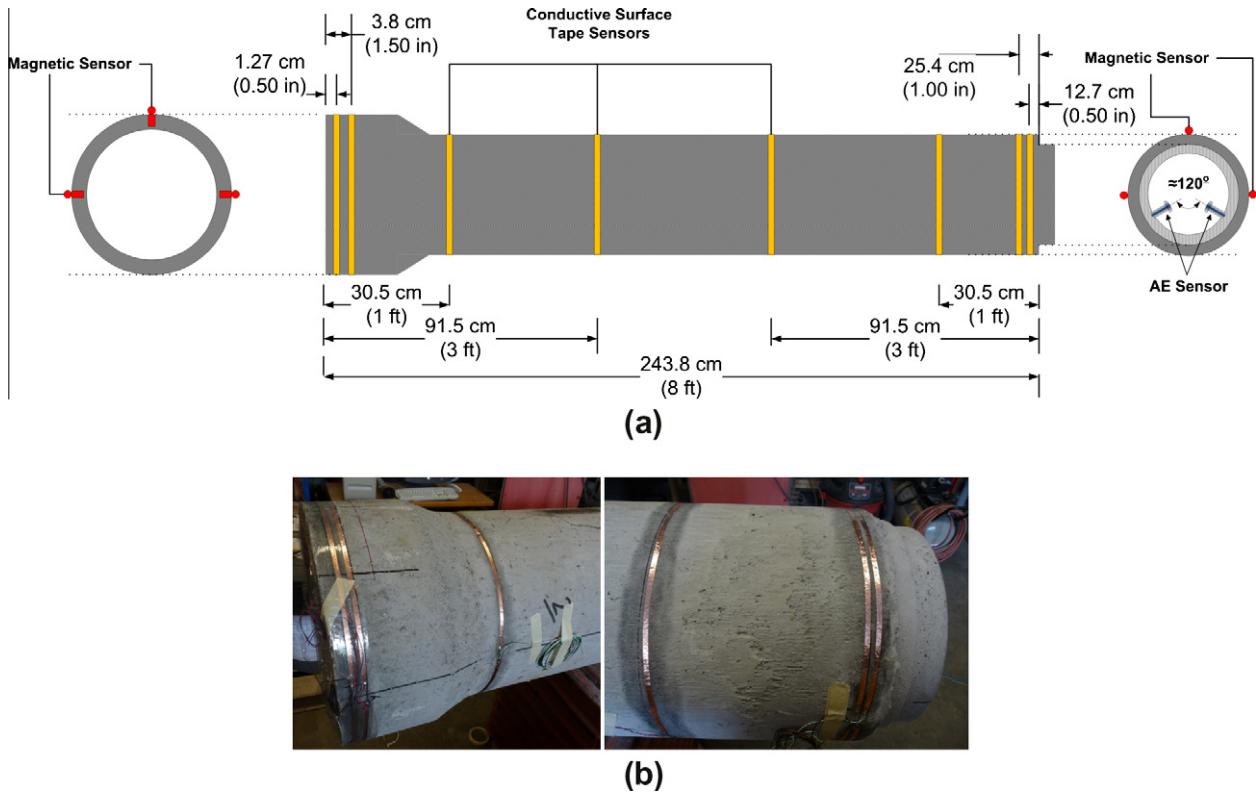 Conductive Surface
Tape Sensors
3.8 cm
(1.50 in)
1.27 cm
(0.50 in)
Magnetic Sensor
25.4 cm
(1.00 in)
Magnetic Sensor
12.7 cm
(0.50 in)
≈120°
AE Sensor
30.5 cm
(1 ft)
30.5 cm
(1 ft)
91.5 cm
(3 ft)
91.5 cm
(3 ft)
243.8 cm
(8 ft)
(a)
(b)